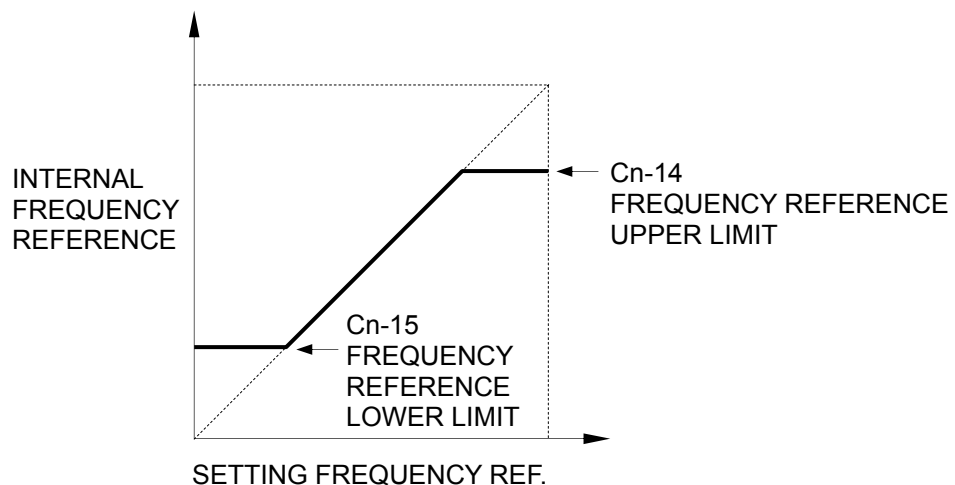 INTERNAL
FREQUENCY
REFERENCE
Cn-14
FREQUENCY REFERENCE
UPPER LIMIT
Cn-15
FREQUENCY
REFERENCE
LOWER LIMIT
SETTING FREQUENCY REF.